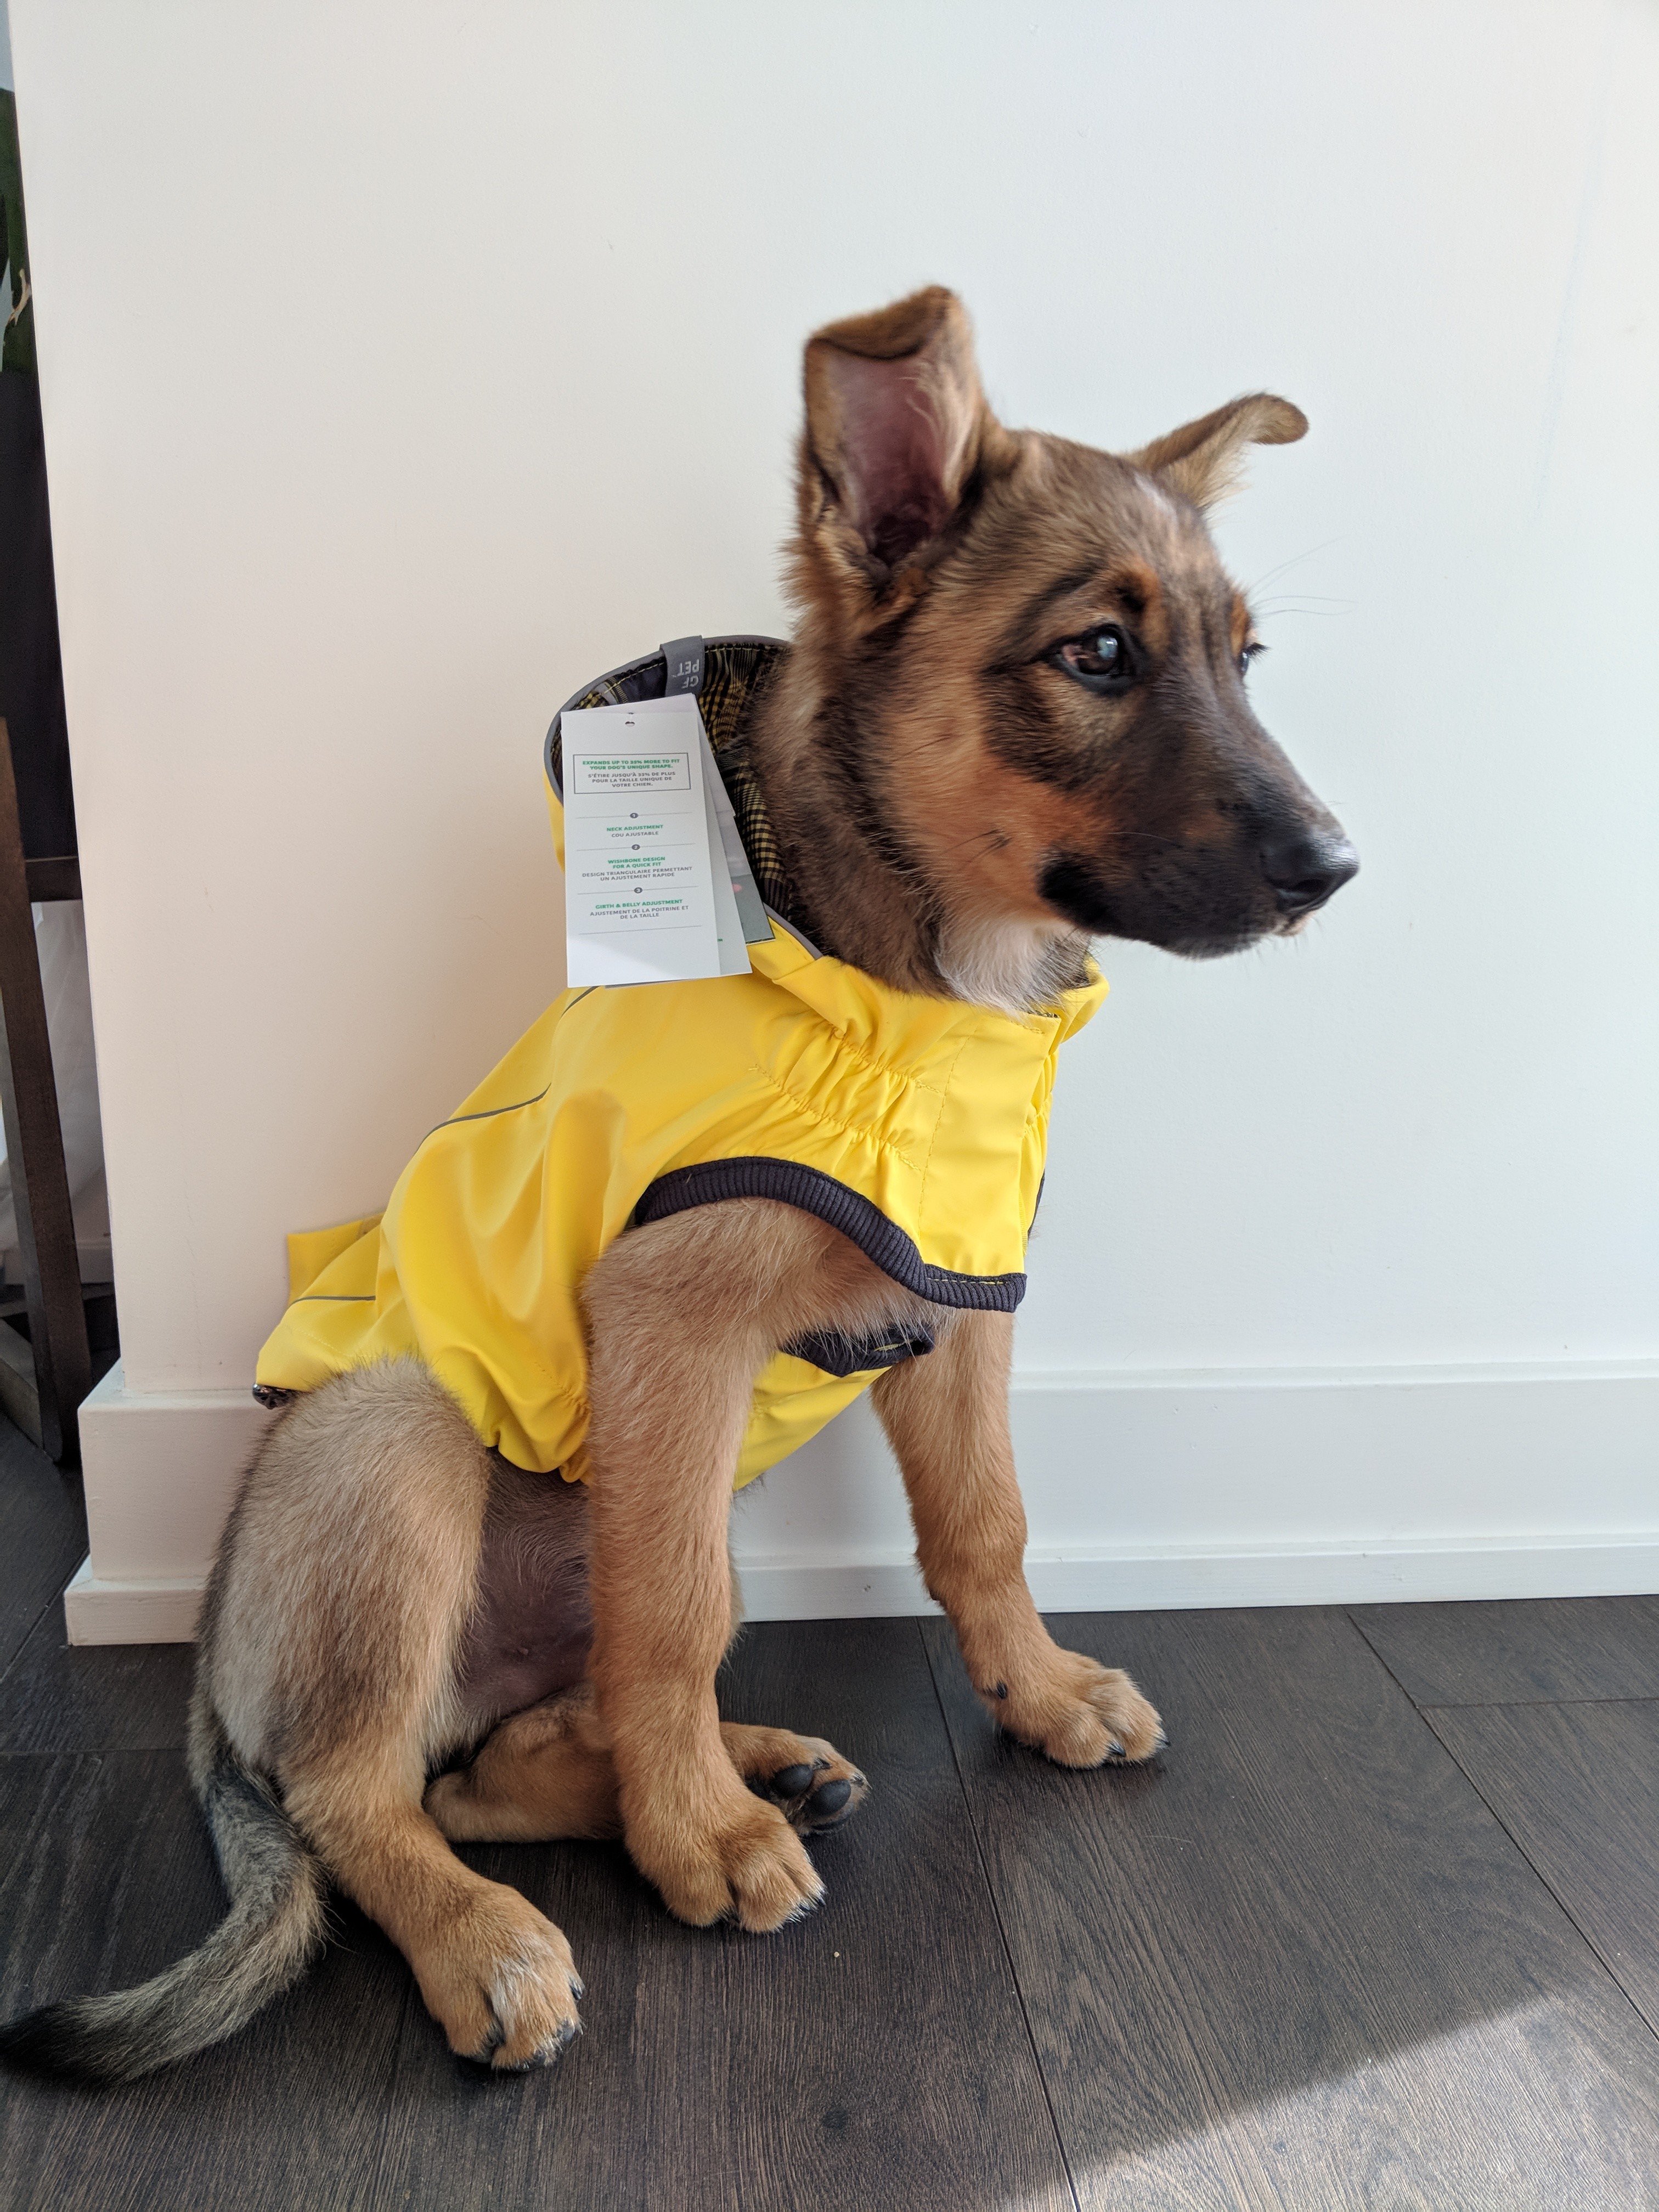 GF
PET
EXPANDS UP TO 50% MORE TO FIT
YOUR DOG'S UNIQUE SHAPE.
S'ÉTIRE JUSQU'À 50% DE PLUS
POUR LA TAILLE UNIQUE DE
VOTRE CHIEN.
1
NECK ADJUSTMENT
COU AJUSTABLE
2
WISHBONE DESIGN
FOR A QUICK FIT
DESIGN TRIANGULAIRE PERMETTANT
UN AJUSTEMENT RAPIDE
3
GIRTH & BELLY ADJUSTMENT
AJUSTEMENT DE LA POITRINE ET
DE LA TAILLE